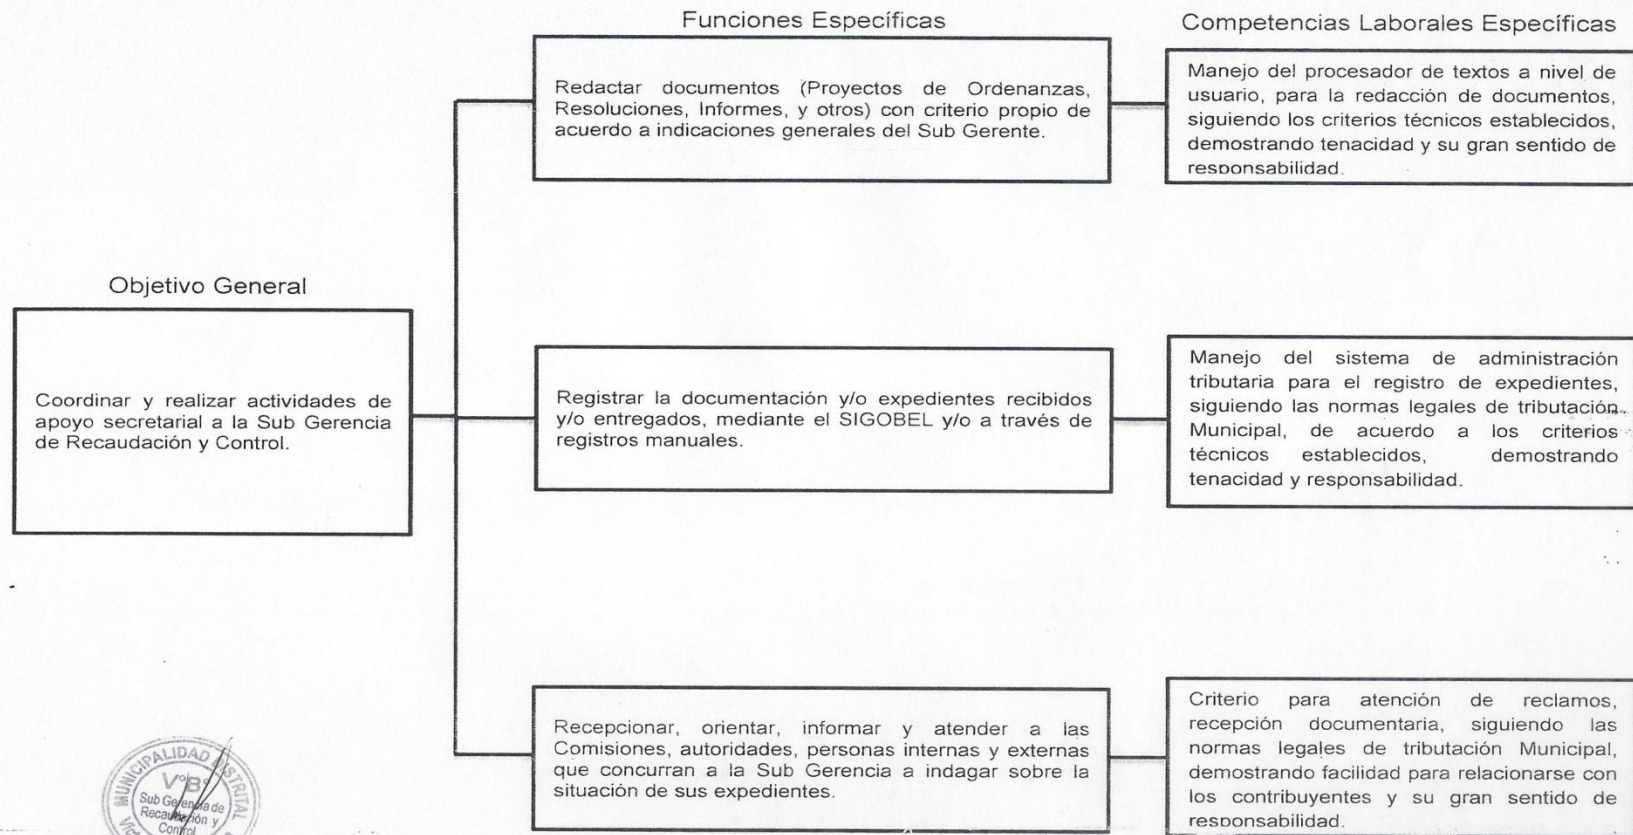 Funciones Específicas
Competencias Laborales Específicas
Redactar documentos (Proyectos de Ordenanzas,
Resoluciones, Informes, y otros) con criterio propio de
acuerdo a indicaciones generales del Sub Gerente.
Manejo del procesador de textos a nivel de
usuario, para la redacción de documentos,
siguiendo los criterios técnicos establecidos,
demostrando tenacidad y su gran sentido de
responsabilidad.
Objetivo General
Coordinar y realizar actividades de
apoyo secretarial a la Sub Gerencia
de Recaudación y Control.
Registrar la documentación y/o expedientes recibidos
y/o entregados, mediante el SIGOBEL y/o a través de
registros manuales.
Manejo del sistema de administración
tributaria para el registro de expedientes,
siguiendo las normas legales de tributación
Municipal, de acuerdo a los criterios
técnicos establecidos, demostrando
tenacidad y responsabilidad.
Recepcionar, orientar, informar y atender a las
Comisiones, autoridades, personas internas y externas
que concurran a la Sub Gerencia a indagar sobre la
situación de sus expedientes.
Criterio para atención de reclamos,
recepción documentaria, siguiendo las
normas legales de tributación Municipal,
demostrando facilidad para relacionarse con
los contribuyentes y su gran sentido de
responsabilidad.
MUNICIPALIDAD DISTRITAL
V°B°
Sub Gerencia de
Recaudación y
Control